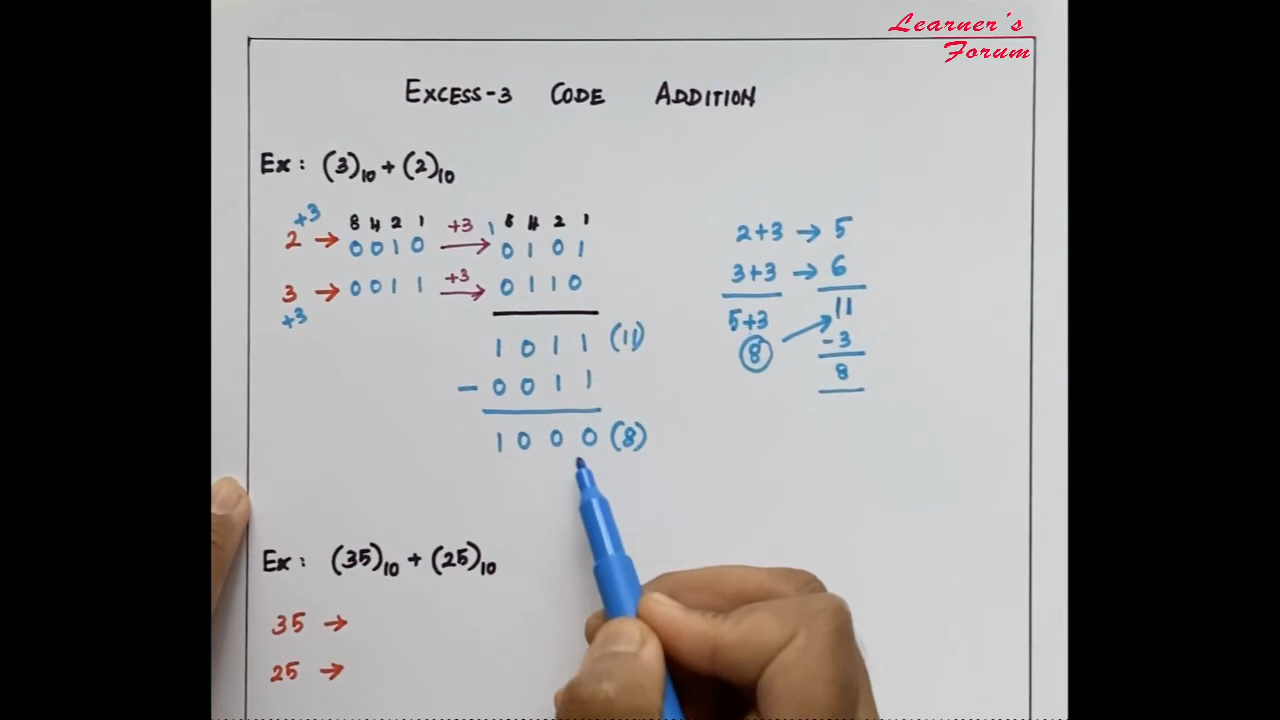 Learner's
Forum
EXCESS-3 CODE ADDITION
Ex: (3)10 + (2)10
+3
8 4 2 1 +3 1 8 4 2 1
2 → 0 0 1 0 → 0 1 0 1
3 → 0 0 1 1 +3 → 0 1 1 0
+3
1 0 1 1 (11)
- 0 0 1 1
1 0 0 0 (8)
2+3 → 5
3+3 → 6
5+3 11
8 -3
8
Ex: (35)10 + (25)10
35 →
25 →